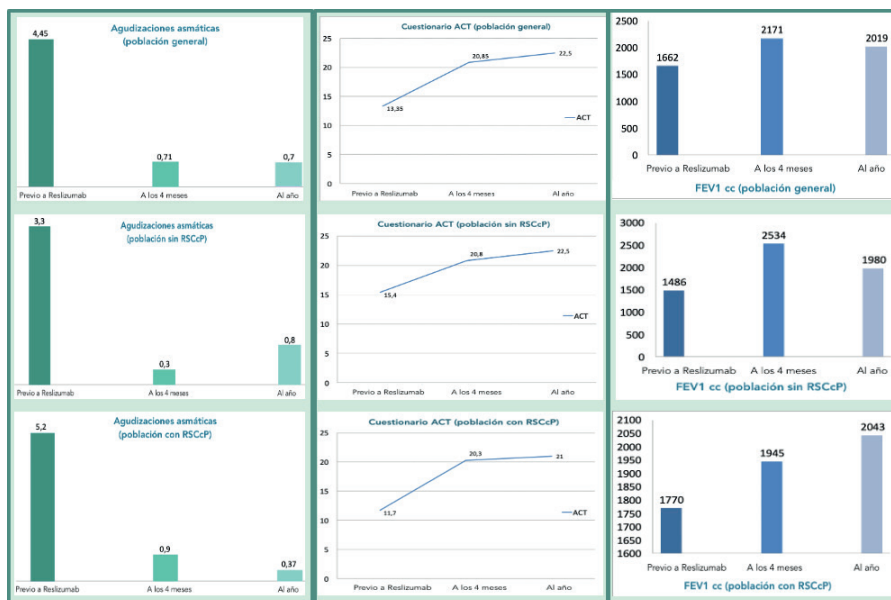 Agudizaciones asmáticas
(población general)
4,45
0,71
0,7
Previo a Reslizumab
A los 4 meses
Al año
Cuestionario ACT (población general)
25
20
15
10
5
0
13,35
20,85
22,5
ACT
Previo a Reslizumab
A los 4 meses
Al año
2500
2000
1500
1000
500
0
1662
2171
2019
Previo a Reslizumab
A los 4 meses
Al año
FEV1 cc (población general)
Agudizaciones asmáticas
(población sin RSCcP)
3,3
0,3
0,8
Previo a Reslizumab
A los 4 meses
Al año
Cuestionario ACT (población sin RSCcP)
25
20
15
10
5
0
15,4
20,8
22,5
ACT
Previo a Reslizumab
A los 4 meses
Al año
3000
2500
2000
1500
1000
500
0
1486
2534
1980
Previo a Reslizumab
A los 4 meses
Al año
FEV1 cc (población sin RSCcP)
Agudizaciones asmáticas
(población con RSCcP)
5,2
0,9
0,37
Previo a Reslizumab
A los 4 meses
Al año
Cuestionario ACT (población con RSCcP)
25
20
15
10
5
0
11,7
20,3
21
ACT
Previo a Reslizumab
A los 4 meses
Al año
2100
2050
2000
1950
1900
1850
1800
1750
1700
1650
1600
1770
1945
2043
Previo a Reslizumab
A los 4 meses
Al año
FEV1 cc (población con RSCcP)